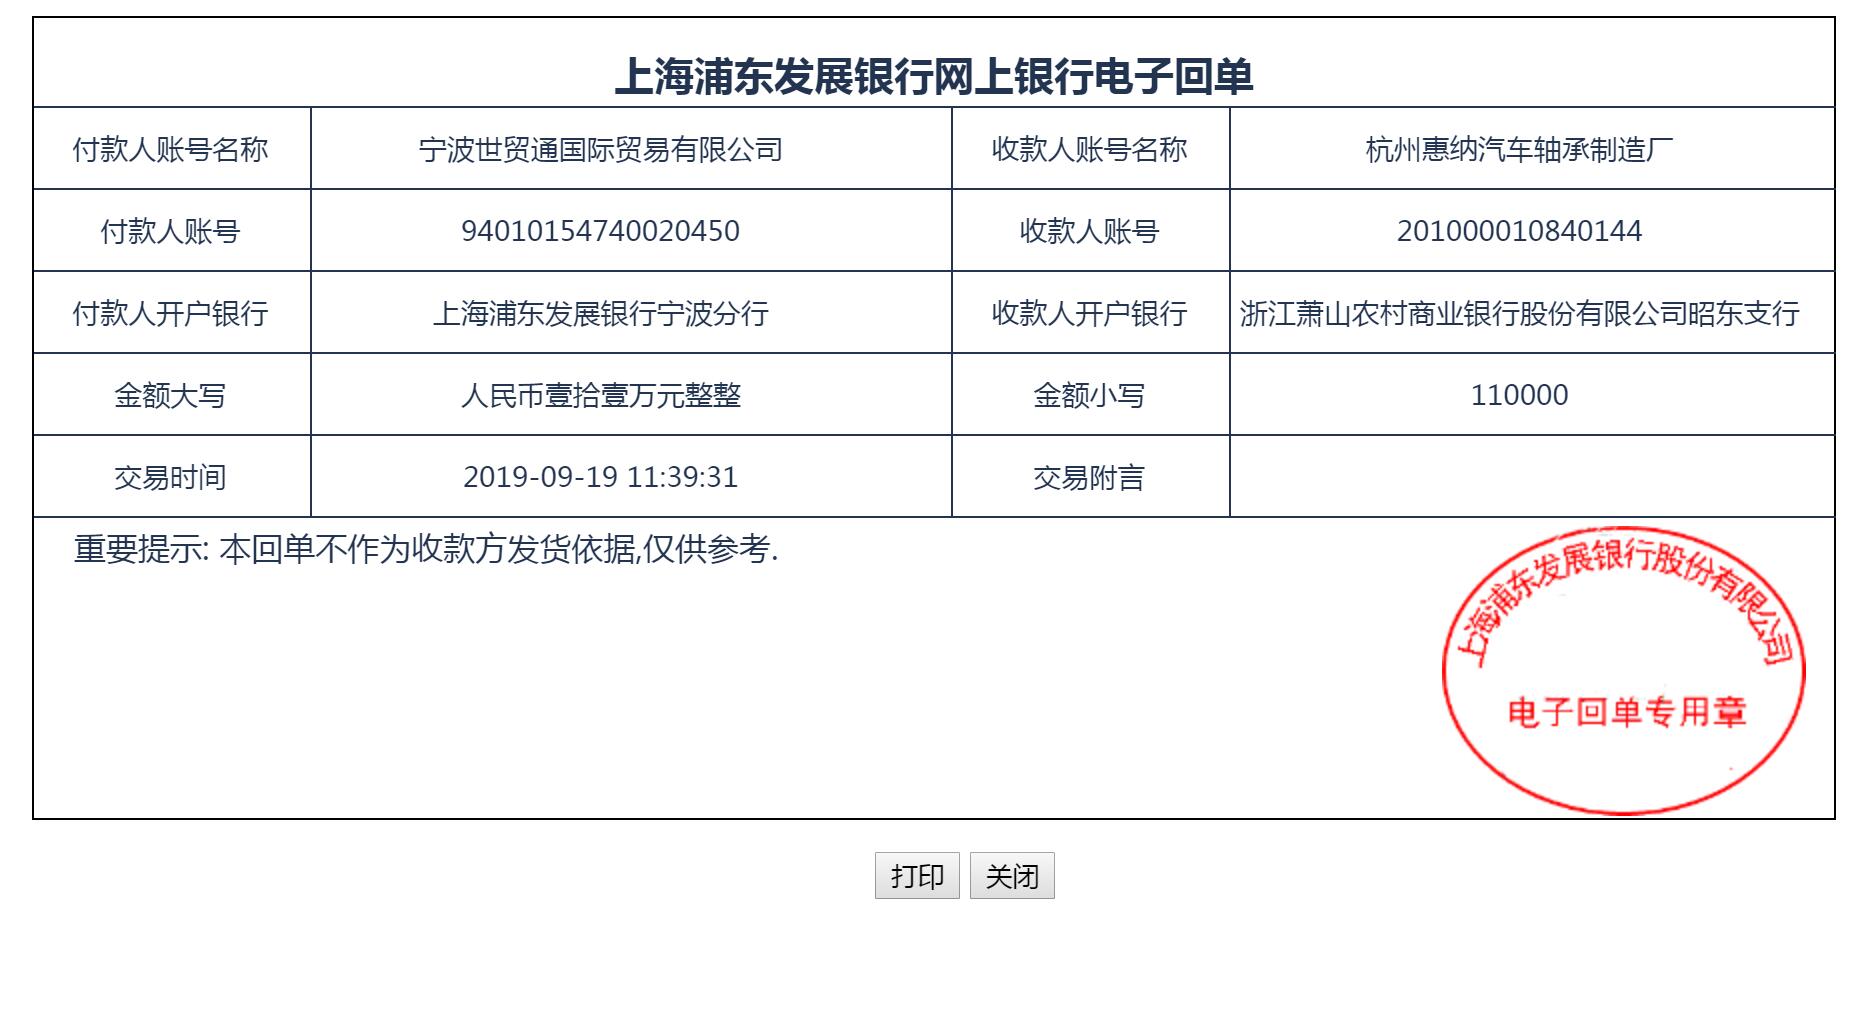 上海浦东发展银行网上银行电子回单
付款人账号名称 宁波世贸通国际贸易有限公司 收款人账号名称 杭州惠纳汽车轴承制造厂
付款人账号 94010154740020450 收款人账号 201000010840144
付款人开户银行 上海浦东发展银行宁波分行 收款人开户银行 浙江萧山农村商业银行股份有限公司昭东支行
金额大写 人民币壹拾壹万元整整 金额小写 110000
交易时间 2019-09-19 11:39:31 交易附言
重要提示: 本回单不作为收款方发货依据,仅供参考.
上海浦东发展银行股份有限公司
电子回单专用章
打印 关闭